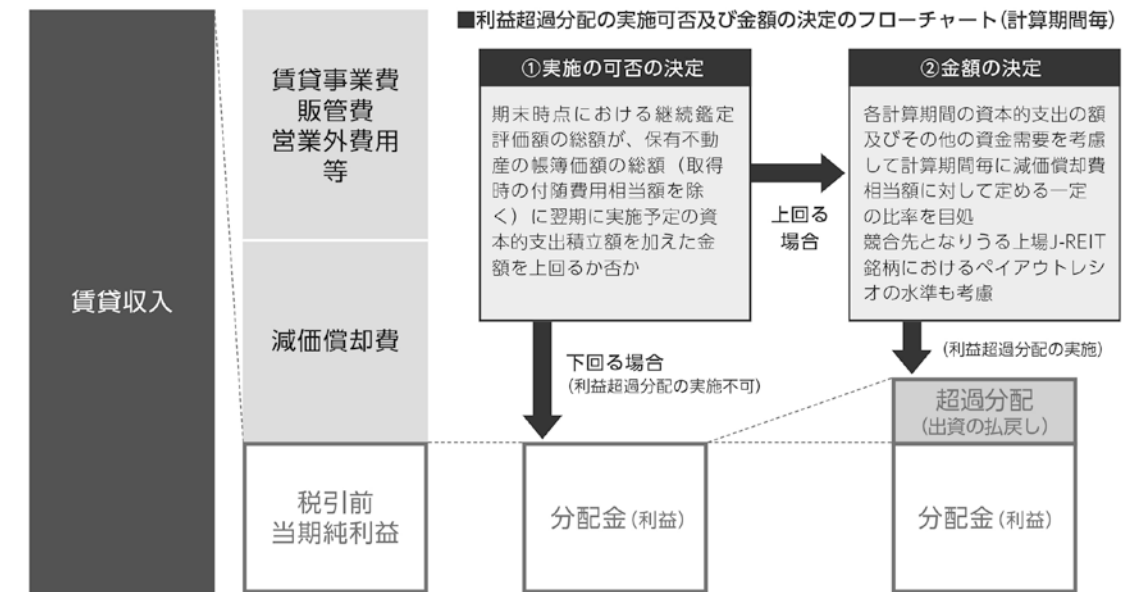 ■利益超過分配の実施可否及び金額の決定のフローチャート（計算期間毎）
賃貸収入
賃貸事業費
販管費
営業外費用
等
減価償却費
税引前
当期純利益
①実施の可否の決定
期末時点における継続鑑定
評価額の総額が、保有不動
産の帳簿価額の総額（取得
時の付随費用相当額を除
く）に翌期に実施予定の資
本的支出積立額を加えた金
額を上回るか否か
上回る
場合
②金額の決定
各計算期間の資本的支出の額
及びその他の資金需要を考慮
して計算期間毎に減価償却費
相当額に対して定める一定
の比率を目処
競合先となりうる上場J-REIT
銘柄におけるペイアウトレシ
オの水準も考慮
下回る場合
（利益超過分配の実施不可）
（利益超過分配の実施）
分配金（利益）
超過分配
（出資の払戻し）
分配金（利益）